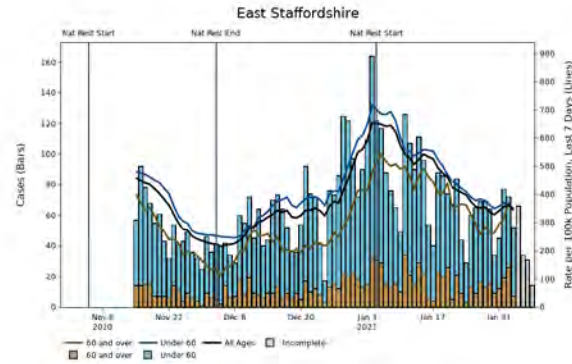 East Staffordshire
Nat Rest Start
Nat Rest End
Nat Rest Start
Cases (Bars)
160
140
120
100
80
60
40
20
0
Rate per 100k Population, Last 7 Days (Lines)
900
800
700
600
500
400
300
200
100
0
Nov 8
2010
Nov 22
Dec 6
Dec 20
Jan 3
2021
Jan 17
Jan 31
60 and over
Under 60
All Ages
Incomplete
60 and over
Under 60